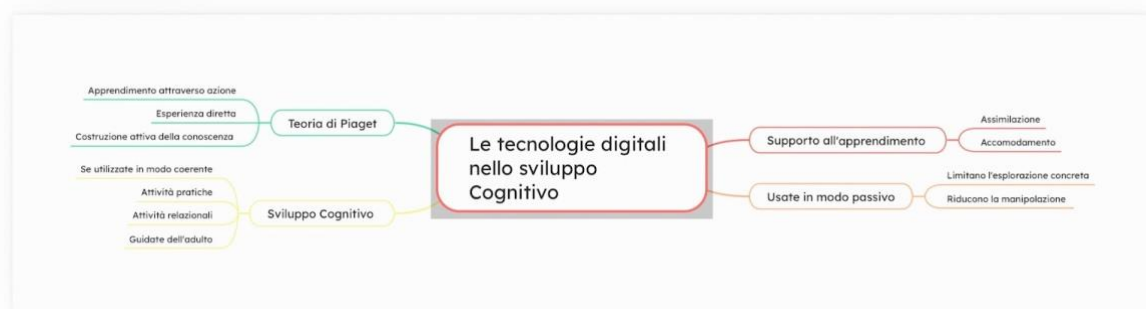 Le tecnologie digitali
nello sviluppo
Cognitivo
Teoria di Piaget
Apprendimento attraverso azione
Esperienza diretta
Costruzione attiva della conoscenza
Sviluppo Cognitivo
Se utilizzate in modo coerente
Attività pratiche
Attività relazionali
Guidate dell'adulto
Supporto all'apprendimento
Assimilazione
Accomodamento
Usate in modo passivo
Limitano l'esplorazione concreta
Riducono la manipolazione